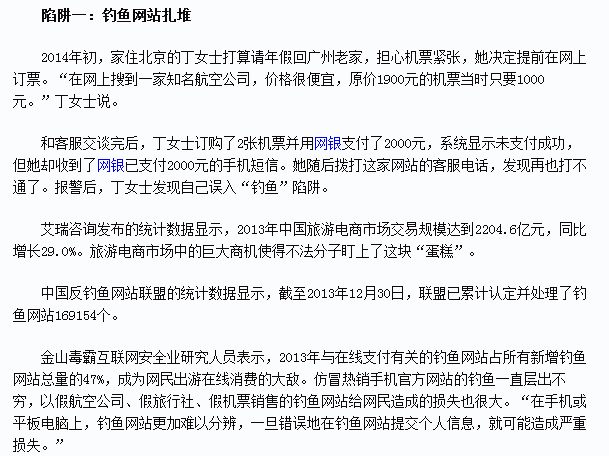 陷阱一：钓鱼网站扎堆
2014年初，家住北京的丁女士打算请年假回广州老家，担心机票紧张，她决定提前在网上
订票。“在网上搜到一家知名航空公司，价格很便宜，原价1900元的机票当时只要1000
元。”丁女士说。
和客服交谈完后，丁女士订购了2张机票并用网银支付了2000元，系统显示未支付成功，
但她却收到了网银已支付2000元的手机短信。她随后拨打这家网站的客服电话，发现再也打不
通了。报警后，丁女士发现自己误入“钓鱼”陷阱。
艾瑞咨询发布的统计数据显示，2013年中国旅游电商市场交易规模达到2204.6亿元，同比
增长29.0%。旅游电商市场中的巨大商机使得不法分子盯上了这块“蛋糕”。
中国反钓鱼网站联盟的统计数据显示，截至2013年12月30日，联盟已累计认定并处理了钓
鱼网站169154个。
金山毒霸互联网安全业研究人员表示，2013年与在线支付有关的钓鱼网站占所有新增钓鱼
网站总量的47%，成为网民出游在线消费的大敌。仿冒热销手机官方网站的钓鱼一直层出不
穷，以假航空公司、假旅行社、假机票销售的钓鱼网站给网民造成的损失也很大。“在手机或
平板电脑上，钓鱼网站更加难以分辨，一旦错误地在钓鱼网站提交个人信息，就可能造成严重
损失。”